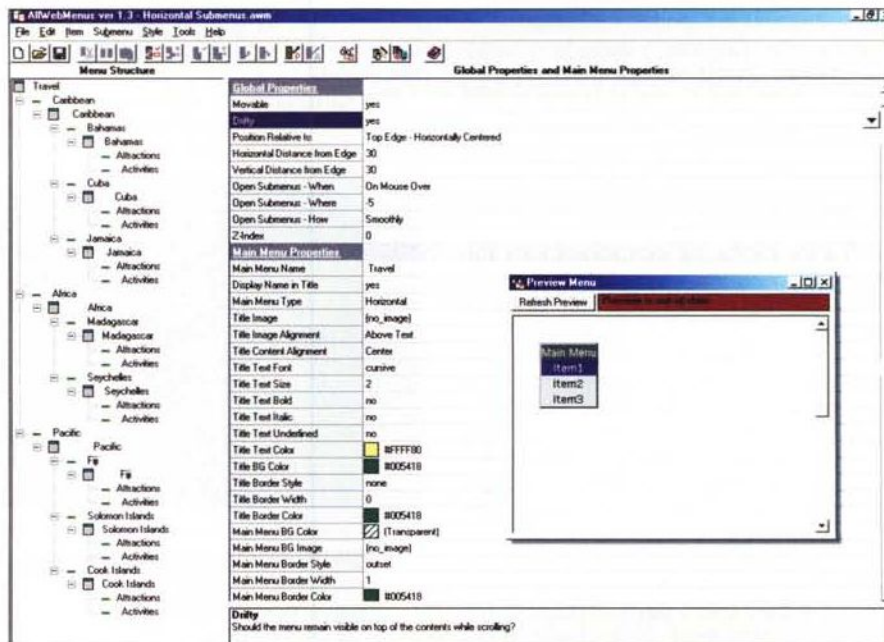 AllWebMenus ver 1.3 - Horizontal Submenus.awm
File Edit Item Submenu Style Tools Help
Menu Structure
Global Properties and Main Menu Properties
Travel
Caribbean
Caribbean
Bahamas
Bahamas
Attractions
Activities
Cuba
Cuba
Attractions
Activities
Jamaica
Jamaica
Attractions
Activities
Africa
Africa
Madagascar
Madagascar
Attractions
Activities
Seychelles
Seychelles
Attractions
Activities
Pacific
Pacific
Fiji
Fiji
Attractions
Activities
Solomon Islands
Solomon Islands
Attractions
Activities
Cook Islands
Cook Islands
Attractions
Activities
Global Properties
Movable yes
Drifty yes
Position Relative to: Top Edge - Horizontally Centered
Horizontal Distance from Edge 30
Vertical Distance from Edge 30
Open Submenus - When On Mouse Over
Open Submenus - Where -5
Open Submenus - How Smoothly
Z-Index 0
Main Menu Properties
Main Menu Name Travel
Display Name in Title yes
Main Menu Type Horizontal
Title Image (no_image)
Title Image Alignment Above Text
Title Content Alignment Center
Title Text Font cursive
Title Text Size 2
Title Text Bold no
Title Text Italic no
Title Text Underlined no
Title Text Color #FFFF80
Title BG Color #005418
Title Border Style none
Title Border Width 0
Title Border Color #005418
Main Menu BG Color (Transparent)
Main Menu BG Image (no_image)
Main Menu Border Style outset
Main Menu Border Width 1
Main Menu Border Color #005418
Drifty
Should the menu remain visible on top of the contents while scrolling?
Preview Menu
Refresh Preview
Main Menu
Item1
Item2
Item3